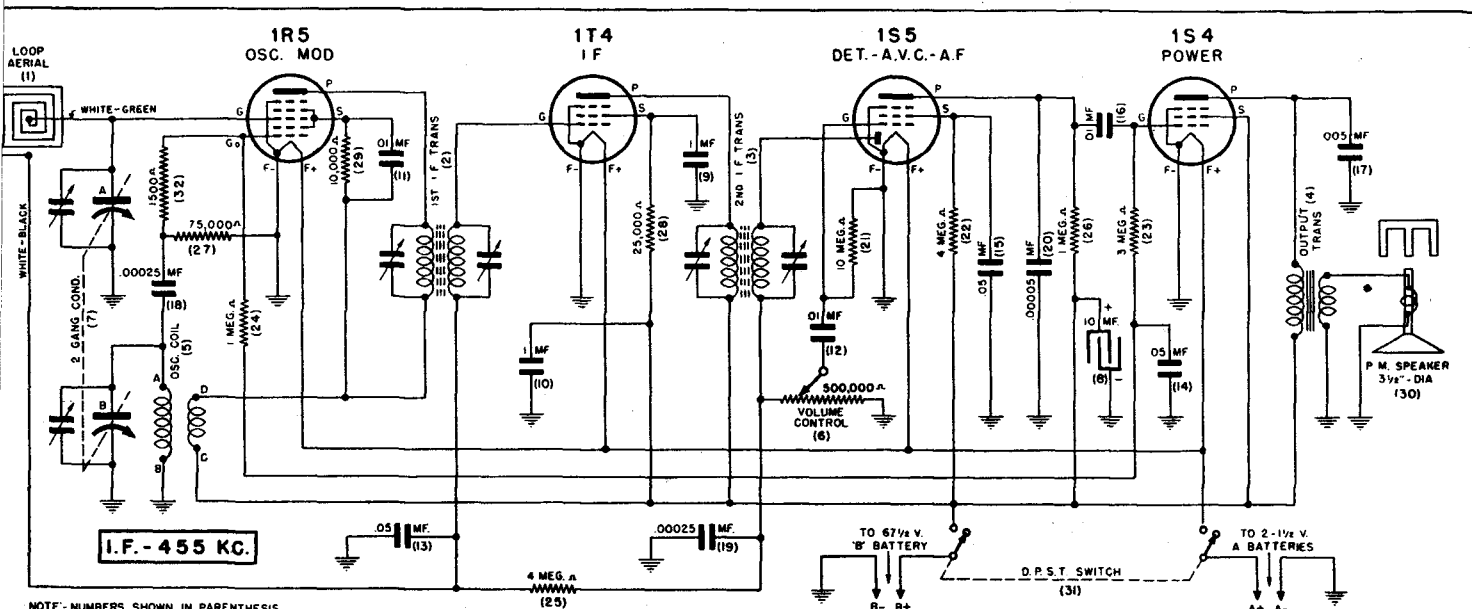 1R5
OSC. MOD
1T4
I F
1S5
DET.-A.V.C.-A.F
1S4
POWER
LOOP
AERIAL
(1)
WHITE-GREEN
WHITE-BLACK
G
P
S
Go
F-
F+
1500Ω
(32)
10,000Ω
(29)
.01 MF
(11)
1ST I F TRANS
(2)
A
75,000Ω
(27)
.00025 MF
(18)
2 GANG COND.
(7)
OSC. COIL
(5)
1 MEG.Ω
(24)
A
B
B
D
C
G
P
S
F-
F+
.1 MF
(9)
25,000Ω
(28)
.1 MF
(10)
2ND I F TRANS
(3)
G
P
S
F-
F+
10 MEG.Ω
(21)
.01 MF
(12)
500,000Ω
VOLUME
CONTROL
(6)
4 MEG.Ω
(22)
.05 MF
(15)
.00005 MF
(20)
1 MEG.Ω
(26)
.01 MF
(16)
3 MEG.Ω
(23)
10 MF.
+
(8)
-
.05 MF
(14)
G
P
S
F-
F+
.005 MF
(17)
OUTPUT (4)
TRANS
P. M. SPEAKER
3½"-DIA
(30)
I.F.-455 KC.
.05 MF.
(13)
.00025 MF.
(19)
4 MEG.Ω
(25)
TO 67½ V.
'B' BATTERY
B- B+
D.P.S.T. SWITCH
(31)
TO 2-1½ V.
A BATTERIES
A+ A-
NOTE:- NUMBERS SHOWN IN PARENTHESIS